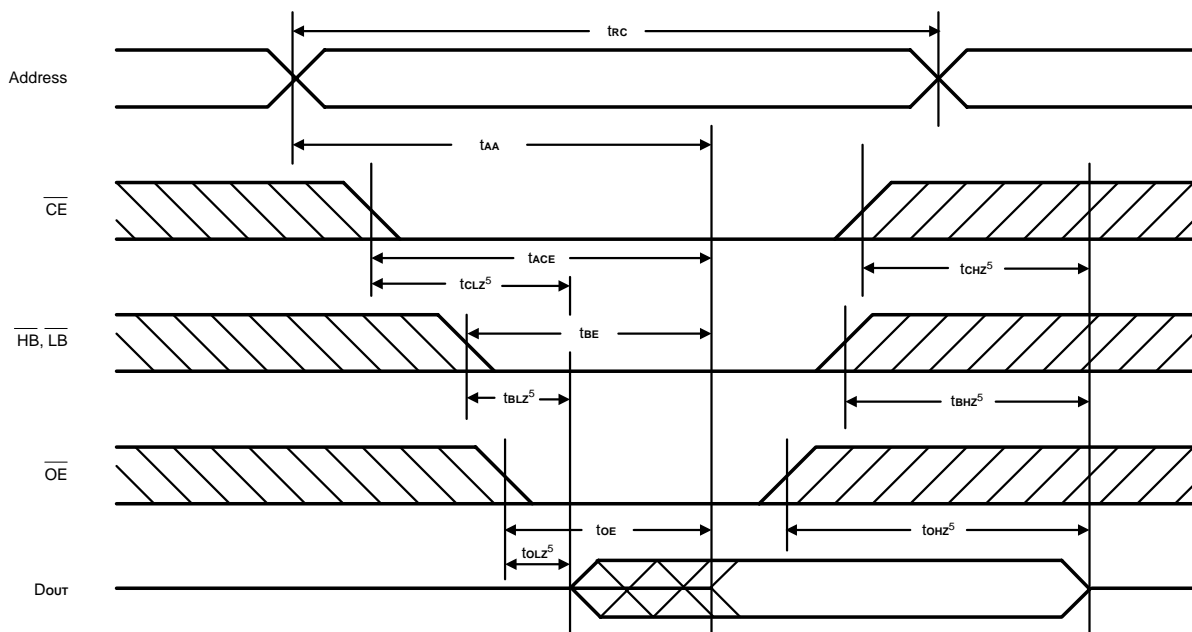 tRC
Address
tAA
CE
tACE
tCHZ5
tCLZ5
HB, LB
tBE
tBLZ5
tBHZ5
OE
tOE
tOHZ5
tOLZ5
DOUT